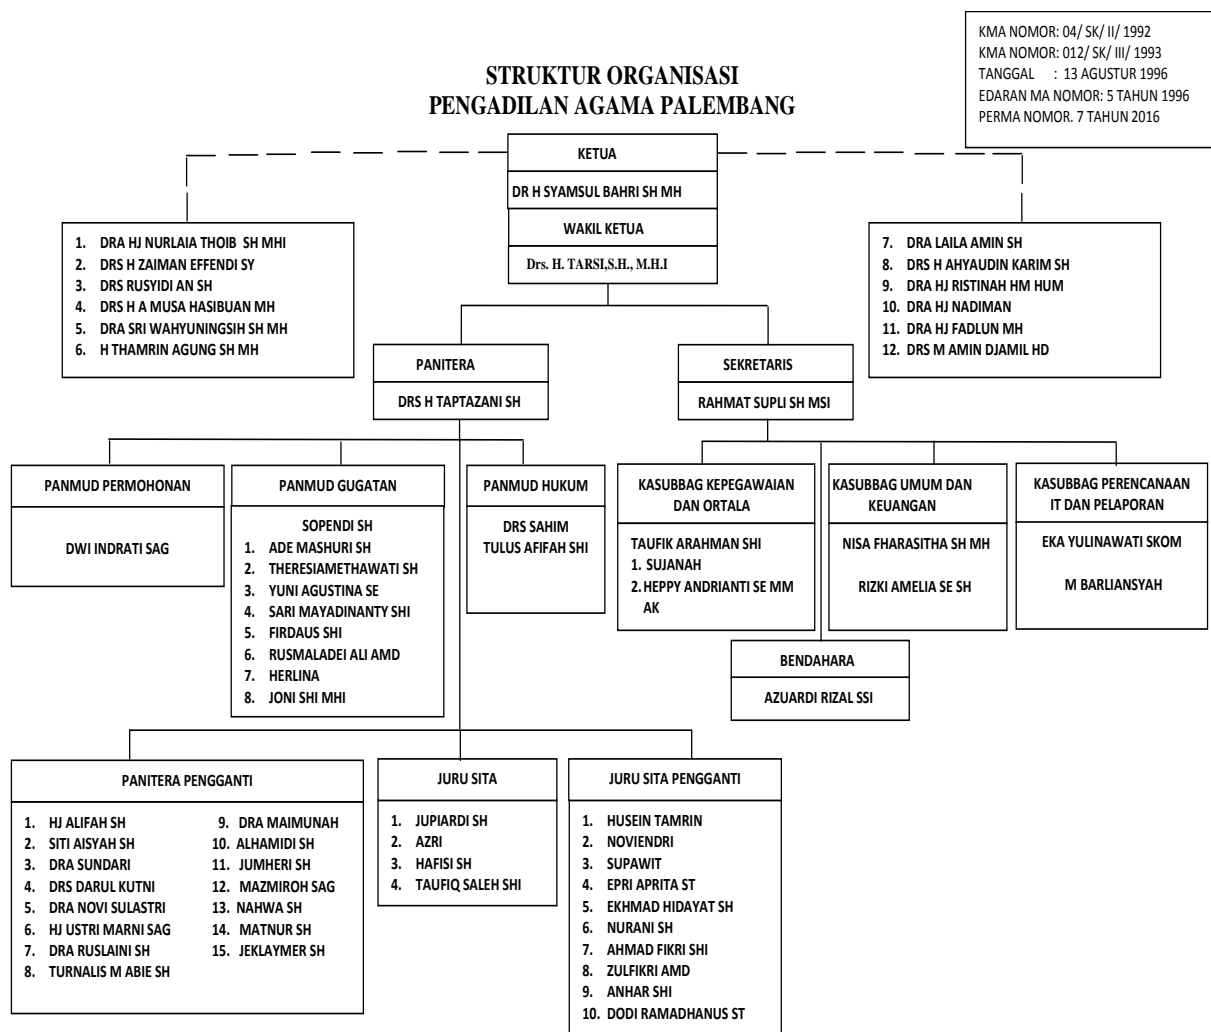 KMA NOMOR: 04/ SK/ II/ 1992
KMA NOMOR: 012/ SK/ III/ 1993
TANGGAL : 13 AGUSTUR 1996
EDARAN MA NOMOR: 5 TAHUN 1996
PERMA NOMOR. 7 TAHUN 2016
STRUKTUR ORGANISASI
PENGADILAN AGAMA PALEMBANG
KETUA
DR H SYAMSUL BAHRI SH MH
WAKIL KETUA
Drs. H. TARSI,S.H., M.H.I
1. DRA HJ NURLAIA THOIB SH MHI
2. DRS H ZAIMAN EFFENDI SY
3. DRS RUSYIDI AN SH
4. DRS H A MUSA HASIBUAN MH
5. DRA SRI WAHYUNINGSIH SH MH
6. H THAMRIN AGUNG SH MH
7. DRA LAILA AMIN SH
8. DRS H AHYAUDIN KARIM SH
9. DRA HJ RISTINAH HM HUM
10. DRA HJ NADIMAN
11. DRA HJ FADLUN MH
12. DRS M AMIN DJAMIL HD
PANITERA
DRS H TAPTAZANI SH
SEKRETARIS
RAHMAT SUPLI SH MSI
PANMUD PERMOHONAN
DWI INDRATI SAG
PANMUD GUGATAN
SOPENDI SH
1. ADE MASHURI SH
2. THERESIAMETHAWATI SH
3. YUNI AGUSTINA SE
4. SARI MAYADINANTY SHI
5. FIRDAUS SHI
6. RUSMALADEI ALI AMD
7. HERLINA
8. JONI SHI MHI
PANMUD HUKUM
DRS SAHIM
TULUS AFIFAH SHI
KASUBBAG KEPEGAWAIAN
DAN ORTALA
TAUFIK ARAHMAN SHI
1. SUJANAH
2. HEPPY ANDRIANTI SE MM
AK
KASUBBAG UMUM DAN
KEUANGAN
NISA FHARASITHA SH MH
RIZKI AMELIA SE SH
KASUBBAG PERENCANAAN
IT DAN PELAPORAN
EKA YULINAWATI SKOM
M BARLIANSYAH
BENDAHARA
AZUARDI RIZAL SSI
PANITERA PENGGANTI
1. HJ ALIFAH SH
2. SITI AISYAH SH
3. DRA SUNDARI
4. DRS DARUL KUTNI
5. DRA NOVI SULASTRI
6. HJ USTRI MARNI SAG
7. DRA RUSLAINI SH
8. TURNALIS M ABIE SH
9. DRA MAIMUNAH
10. ALHAMIDI SH
11. JUMHERI SH
12. MAZMIROH SAG
13. NAHWA SH
14. MATNUR SH
15. JEKLAYMER SH
JURU SITA
1. JUPIARDI SH
2. AZRI
3. HAFISI SH
4. TAUFIQ SALEH SHI
JURU SITA PENGGANTI
1. HUSEIN TAMRIN
2. NOVIENDRI
3. SUPAWIT
4. EPRI APRITA ST
5. EKHMAD HIDAYAT SH
6. NURANI SH
7. AHMAD FIKRI SHI
8. ZULFIKRI AMD
9. ANHAR SHI
10. DODI RAMADHANUS ST